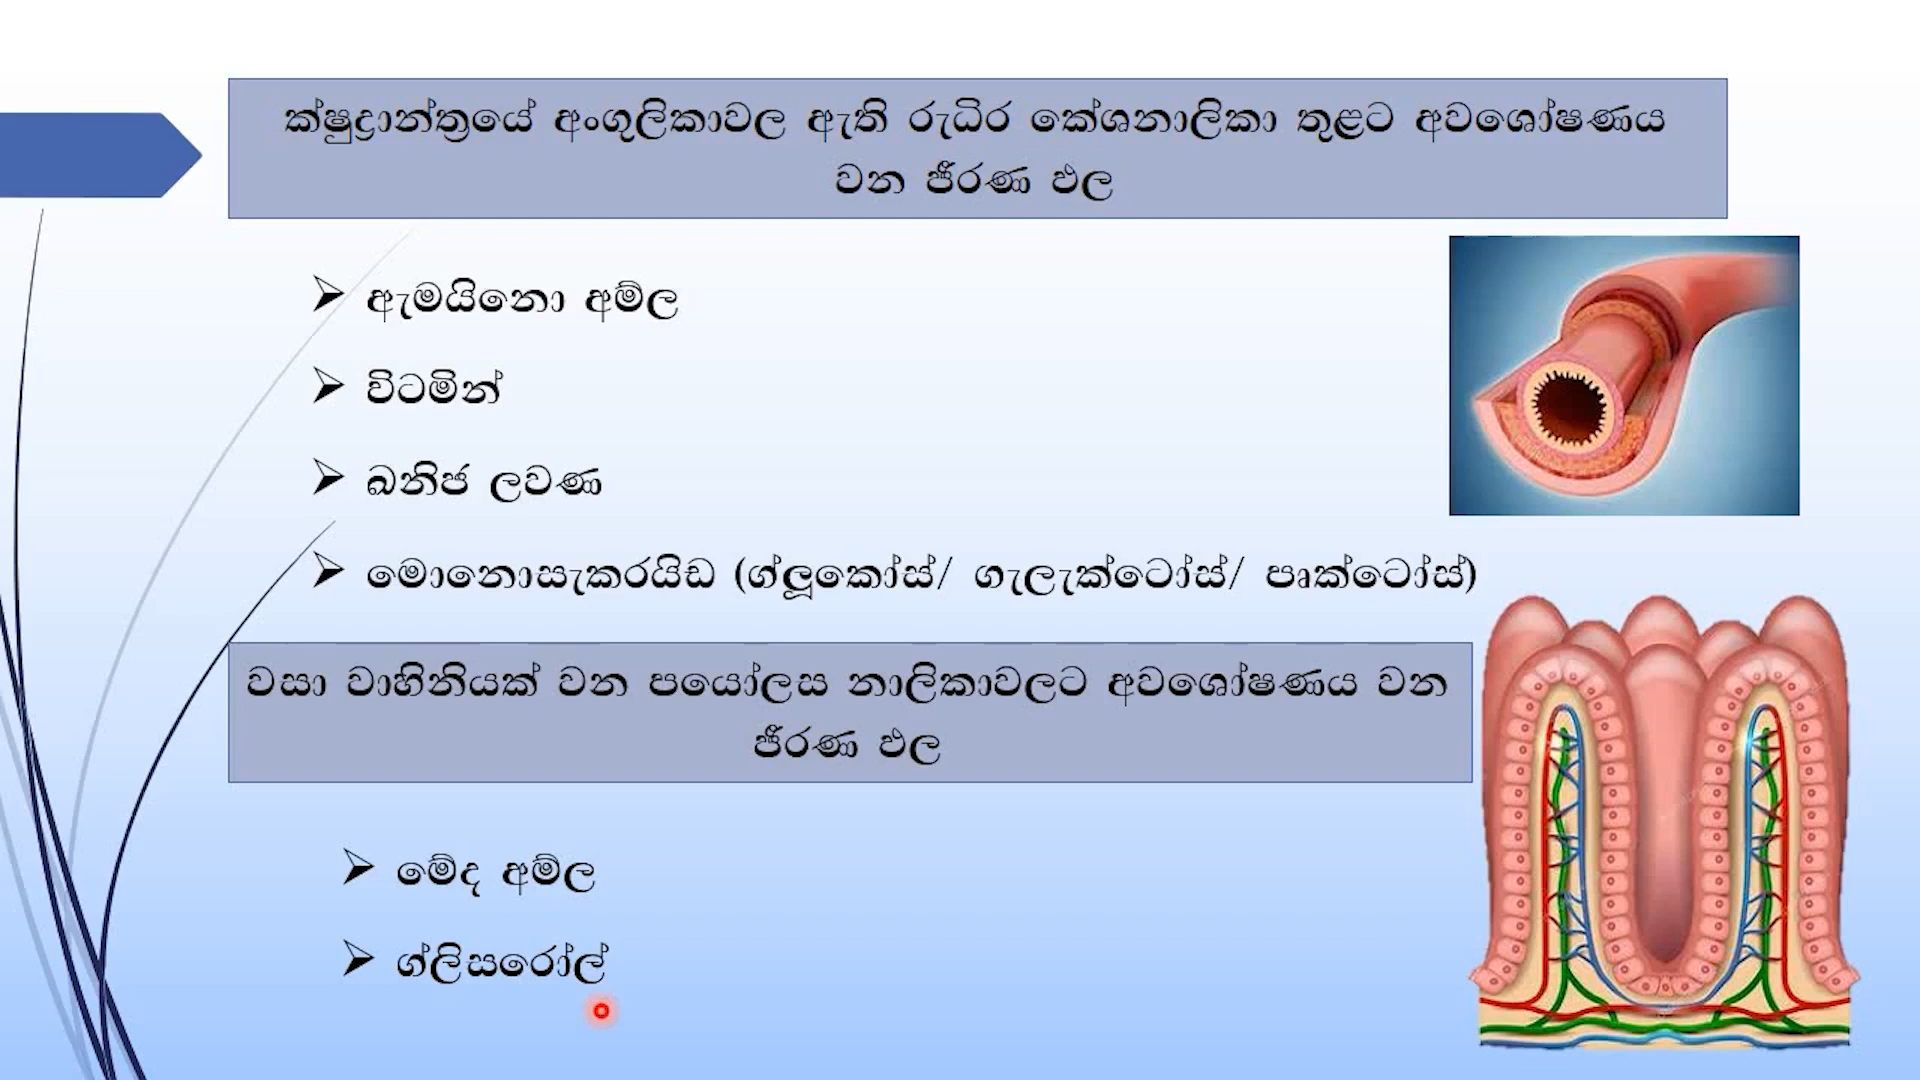 ක්ෂුද්‍රාන්ත්‍රයේ අංගුලිකාවල ඇති රුධිර කේශනාලිකා තුළට අවශෝෂණය
වන ජීරණ ඵල
ඇමයිනො අම්ල
විටමින්
ඛනිජ ලවණ
මොනොසැකරයිඩ (ග්ලූකෝස්/ ගැලැක්ටෝස්/ පෘක්ටෝස්)
වසා වාහිනියක් වන පයෝලස නාලිකාවලට අවශෝෂණය වන
ජීරණ ඵල
මේද අම්ල
ග්ලිසරෝල්